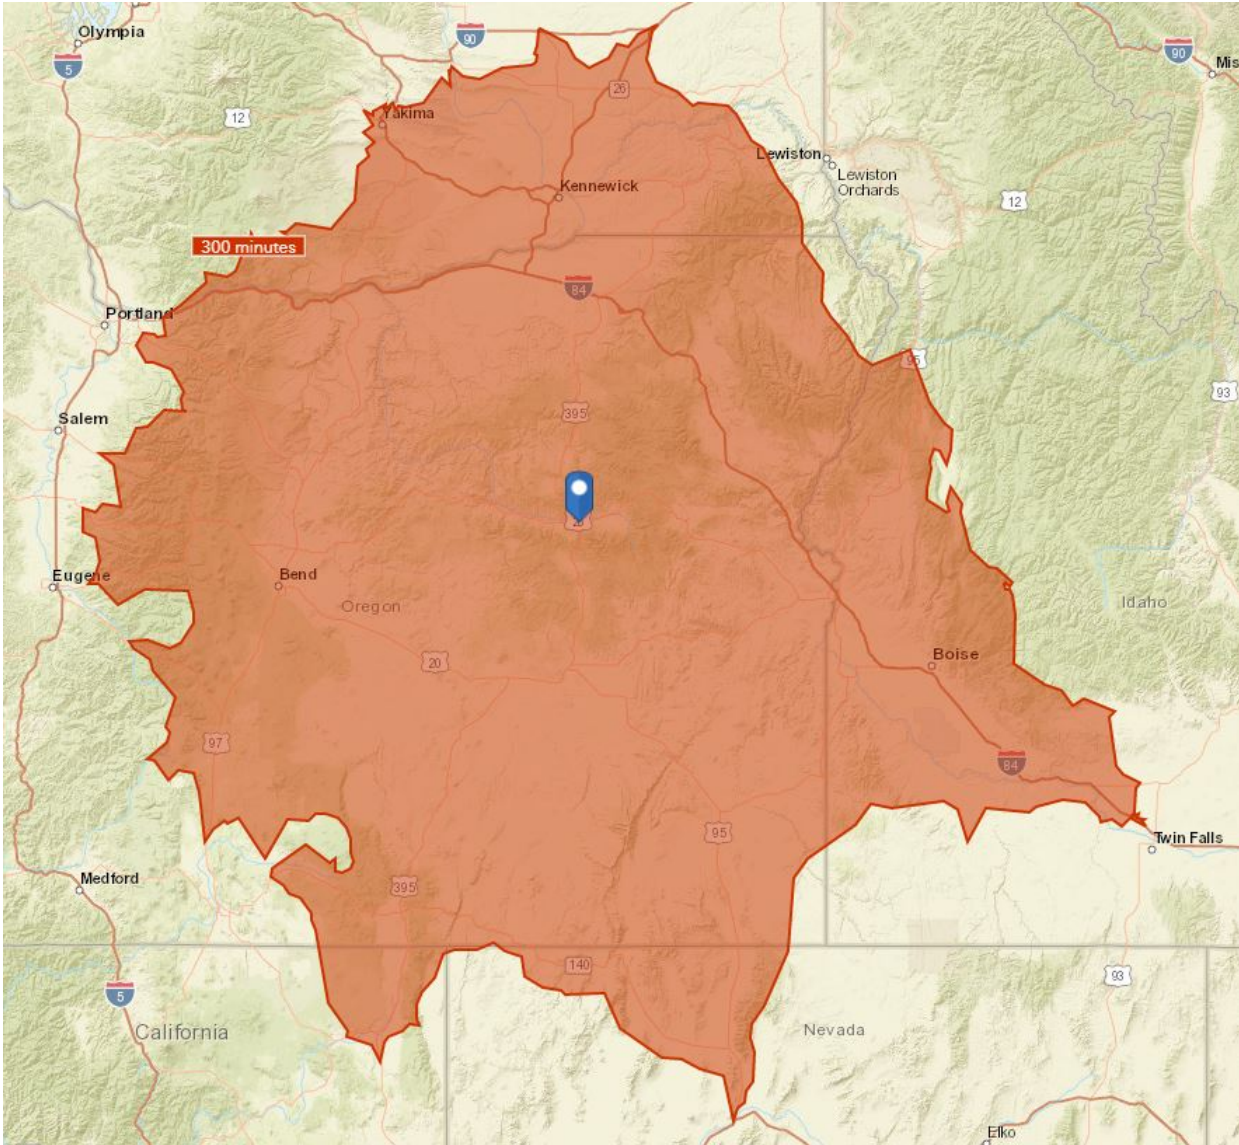 Olympia
90
5
90
Mis
26
12
Yakima
Lewiston
Lewiston
Orchards
Kennewick
12
300 minutes
84
Portland
95
93
395
Salem
Eugene
Bend
Oregon
Idaho
20
Boise
97
84
95
Twin Falls
Medford
395
140
93
5
California
Nevada
Elko